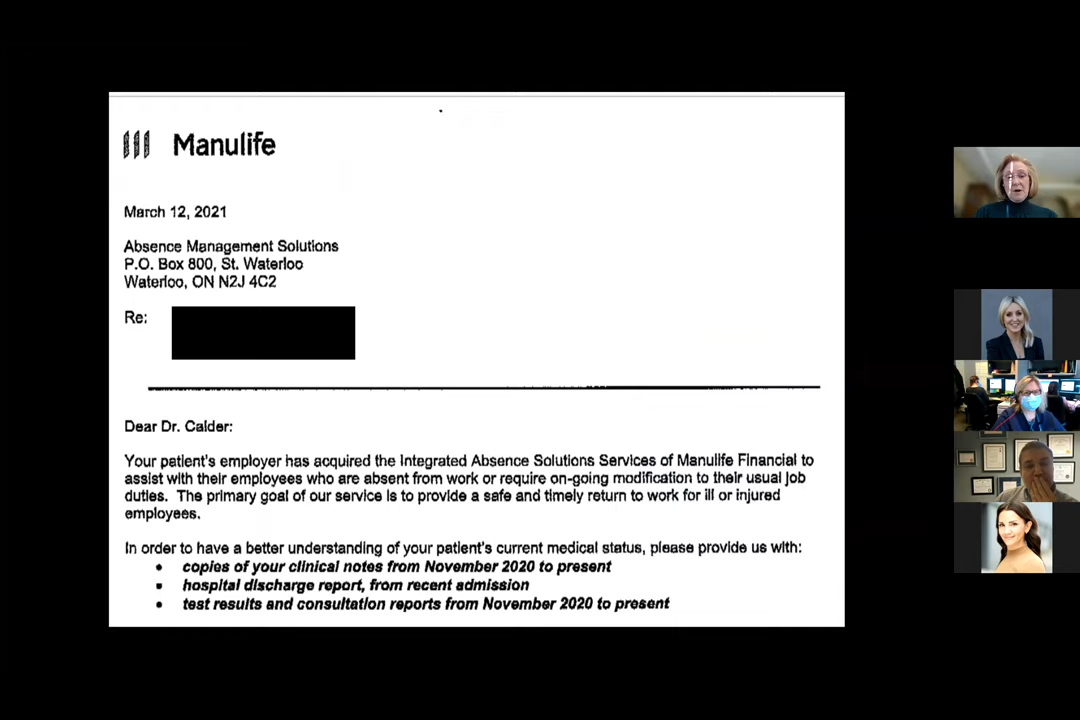 Manulife
March 12, 2021
Absence Management Solutions
P.O. Box 800, St. Waterloo
Waterloo, ON N2J 4C2
Re:
Dear Dr. Calder:
Your patient's employer has acquired the Integrated Absence Solutions Services of Manulife Financial to
assist with their employees who are absent from work or require on-going modification to their usual job
duties. The primary goal of our service is to provide a safe and timely return to work for ill or injured
employees.
In order to have a better understanding of your patient's current medical status, please provide us with:
• copies of your clinical notes from November 2020 to present
• hospital discharge report, from recent admission
• test results and consultation reports from November 2020 to present